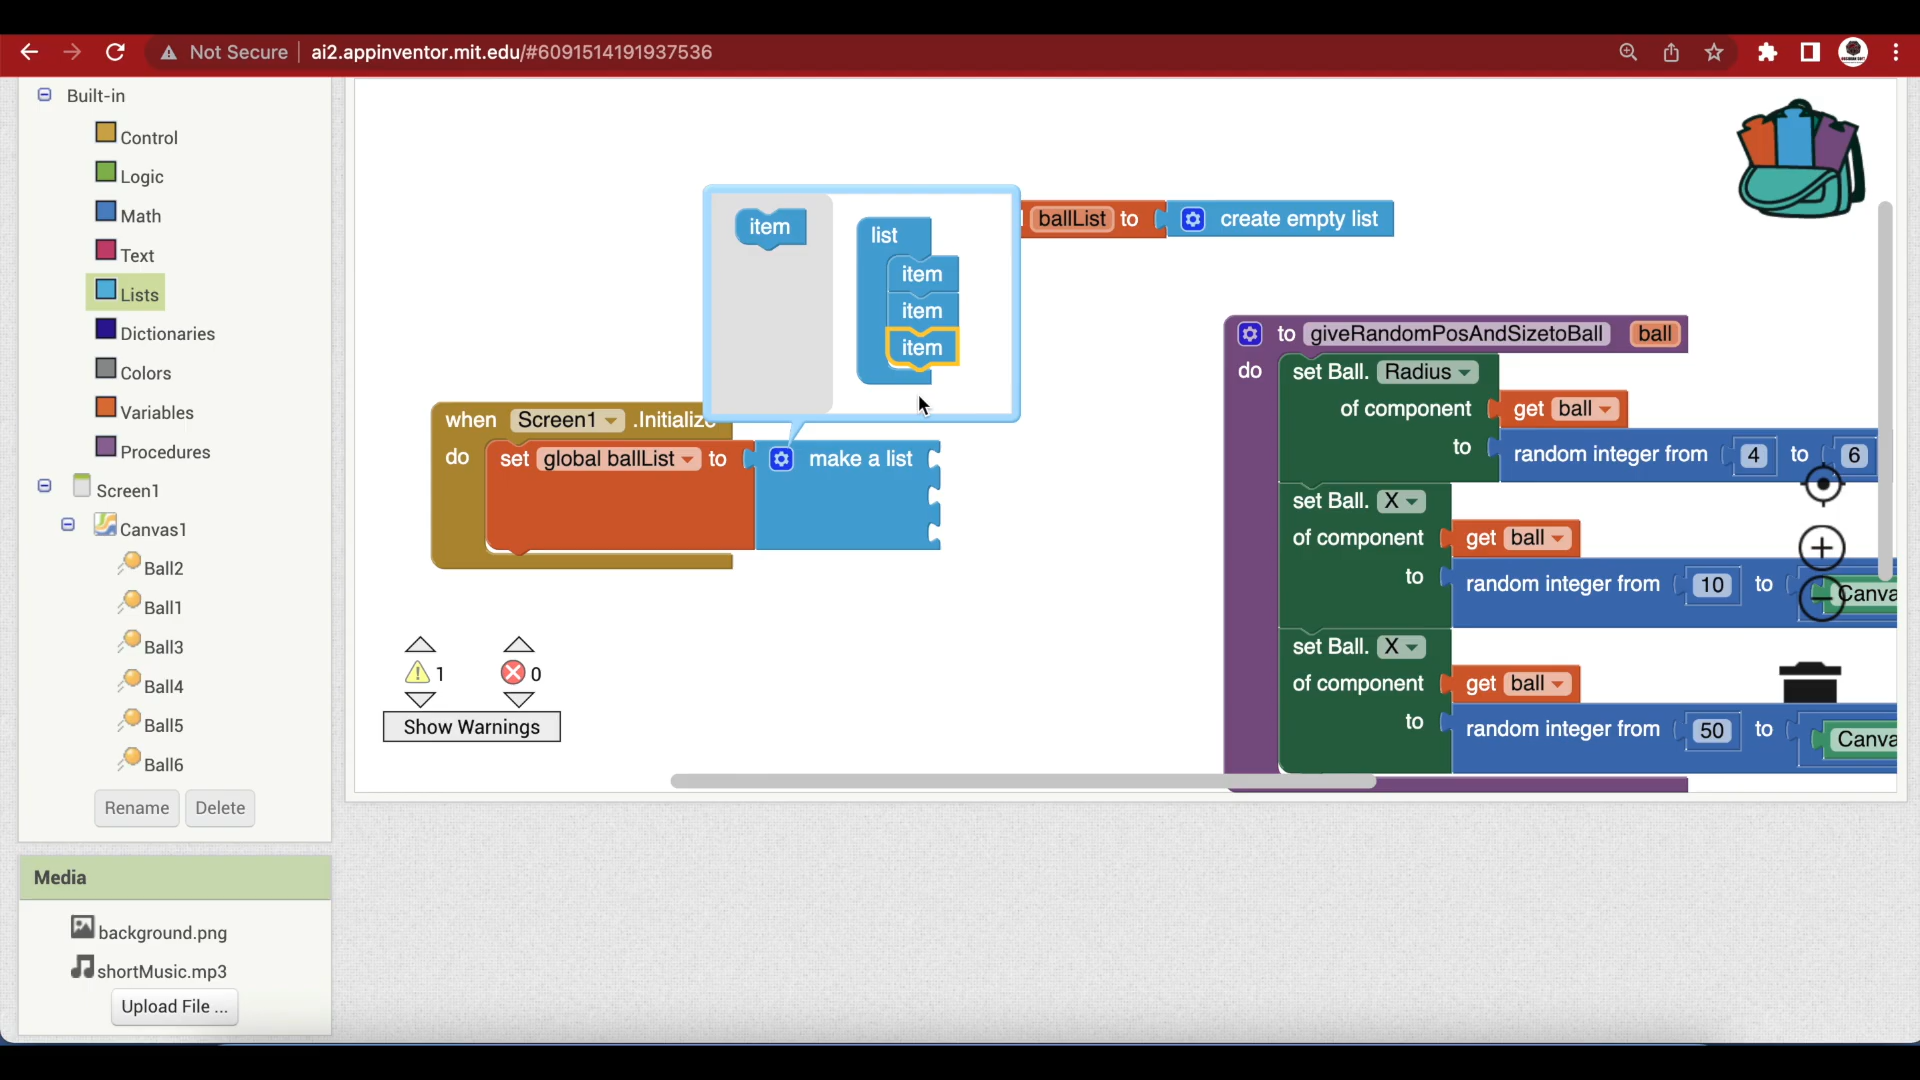 Not Secure
ai2.appinventor.mit.edu/#6091514191937536
Built-in
Control
Logic
Math
Text
Lists
Dictionaries
Colors
Variables
Procedures
Screen1
Canvas1
Ball2
Ball1
Ball3
Ball4
Ball5
Ball6
Rename
Delete
Media
background.png
shortMusic.mp3
Upload File ...
item
list
item
item
item
ballList to
create empty list
when Screen1 .Initialize
do set global ballList to make a list
1
0
Show Warnings
to giveRandomPosAndSizetoBall ball
do set Ball. Radius
of component get ball
to random integer from 4 to 6
set Ball. X
of component get ball
to random integer from 10 to Canva
set Ball. X
of component get ball
to random integer from 50 to Canva